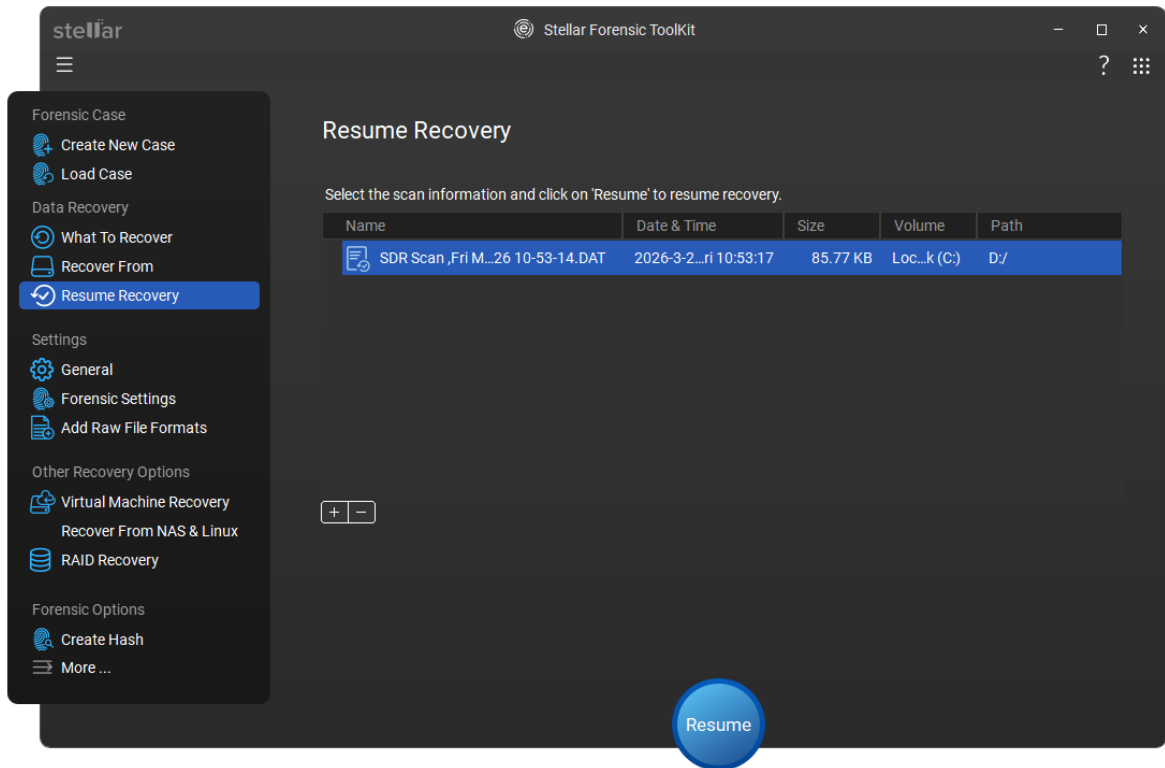 stellar
Stellar Forensic ToolKit
?
Forensic Case
Create New Case
Load Case
Data Recovery
What To Recover
Recover From
Resume Recovery
Settings
General
Forensic Settings
Add Raw File Formats
Other Recovery Options
Virtual Machine Recovery
Recover From NAS & Linux
RAID Recovery
Forensic Options
Create Hash
More ...
Resume Recovery
Select the scan information and click on 'Resume' to resume recovery.
Name Date & Time Size Volume Path
SDR Scan ,Fri M...26 10-53-14.DAT 2026-3-2...ri 10:53:17 85.77 KB Loc...k (C:) D:/
+ −
Resume